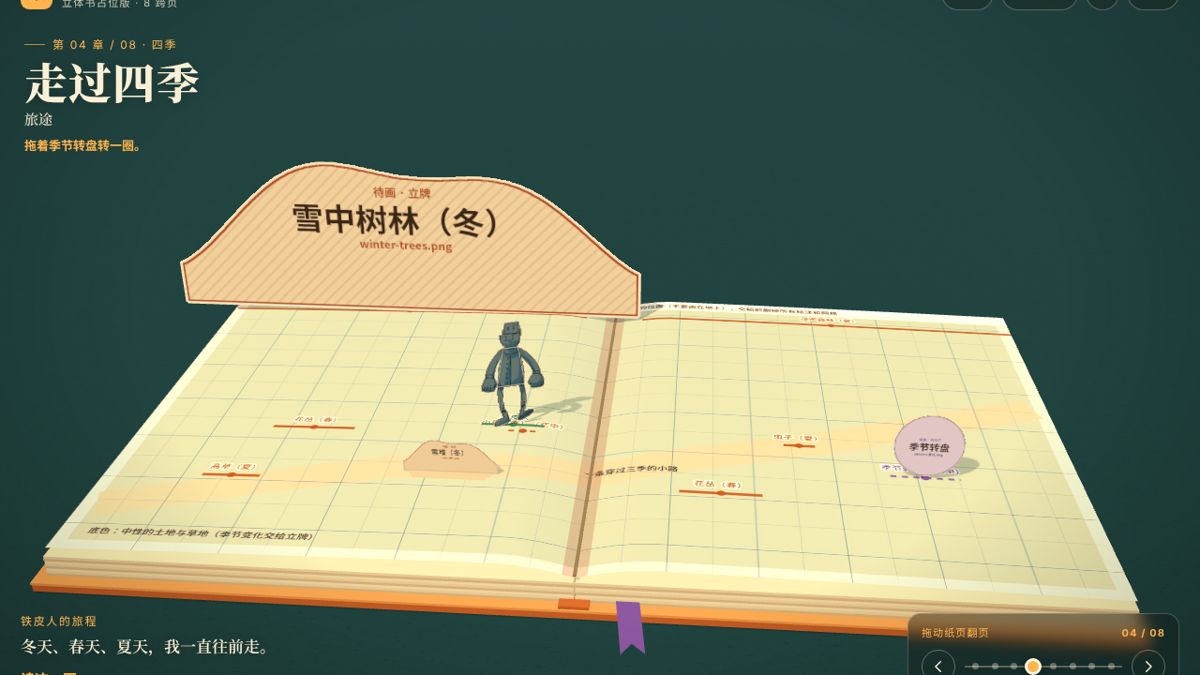 立体书占位版 · 8 跨页
第 04 章 / 08 · 四季
走过四季
旅途
拖着季节转盘转一圈。
待画 · 立牌
雪中树林（冬）
winter-trees.png
花丛（春）
高草（夏）
雪堆（冬）
一条穿过三季的小路
虫子（夏）
花丛（春）
季节转盘
底色：中性的土地与草地（季节变化交给立牌）
铁皮人的旅程
冬天、春天、夏天，我一直往前走。
拖动纸页翻页
04 / 08